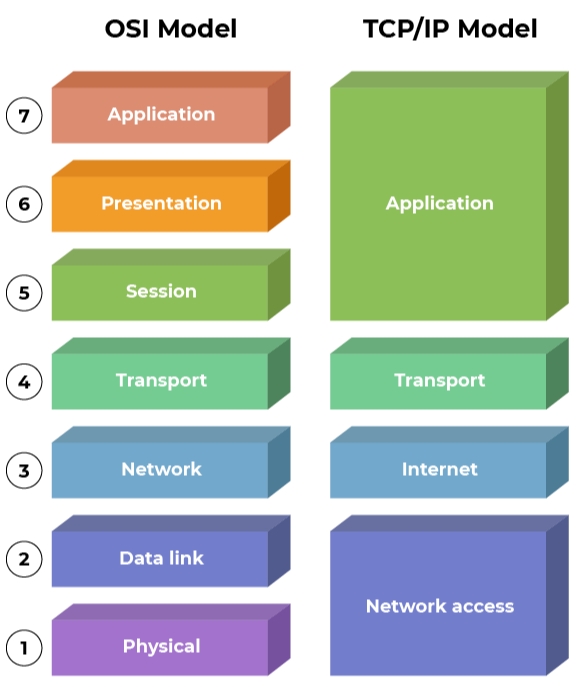 OSI Model
TCP/IP Model
7
Application
6
Presentation
Application
5
Session
4
Transport
Transport
3
Network
Internet
2
Data link
Network access
1
Physical